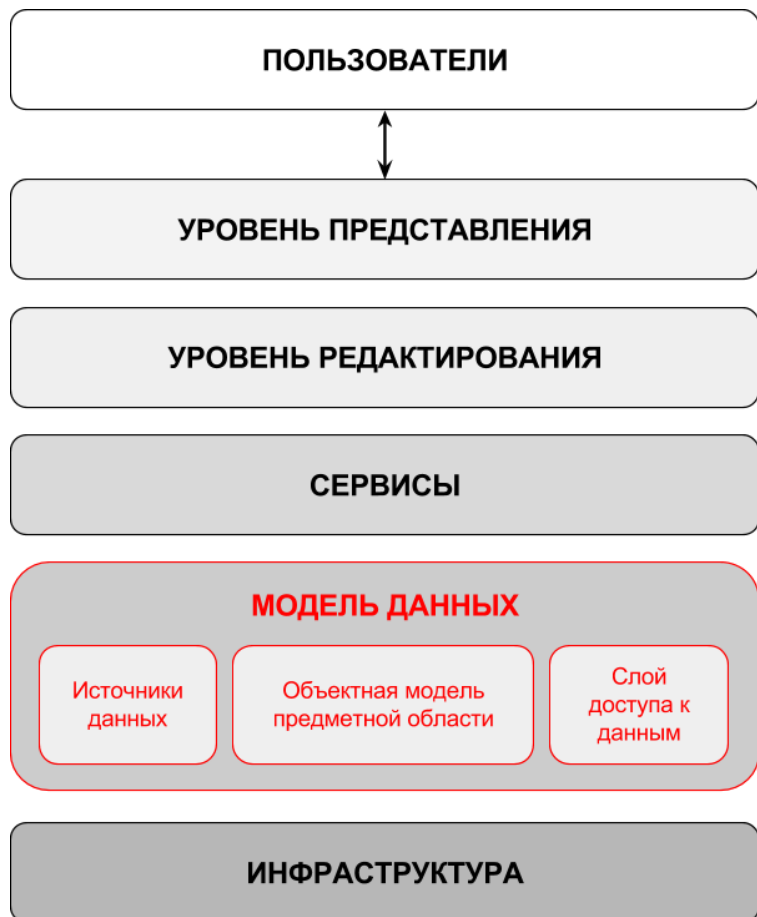 ПОЛЬЗОВАТЕЛИ
УРОВЕНЬ ПРЕДСТАВЛЕНИЯ
УРОВЕНЬ РЕДАКТИРОВАНИЯ
СЕРВИСЫ
МОДЕЛЬ ДАННЫХ
Источники
данных
Объектная модель
предметной области
Слой
доступа к
данным
ИНФРАСТРУКТУРА